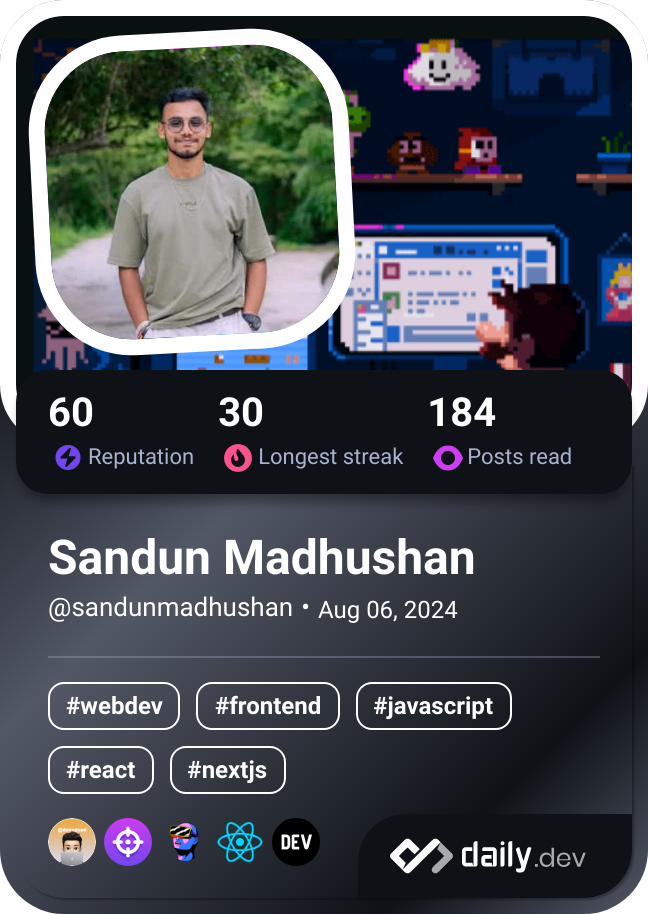 60 30 184
Reputation Longest streak Posts read
Sandun Madhushan
@sandunmadhushan • Aug 06, 2024
#webdev #frontend #javascript
#react #nextjs
DEV daily.dev